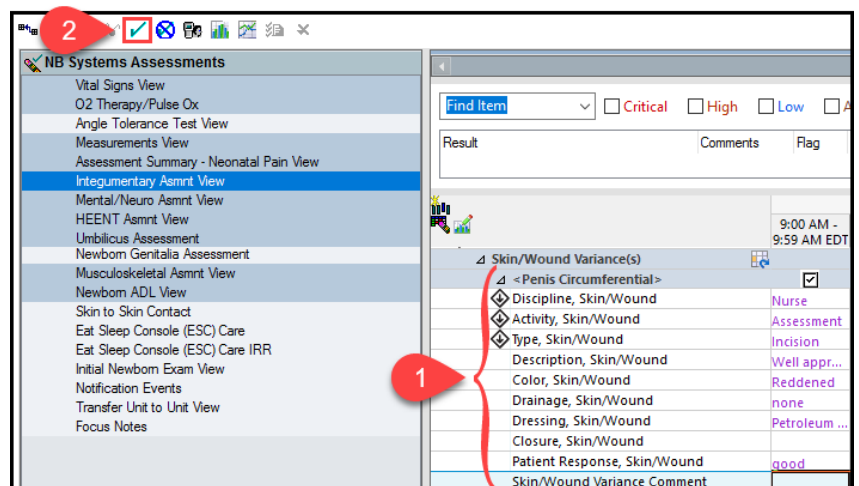 2
NB Systems Assessments
Vital Signs View
O2 Therapy/Pulse Ox
Angle Tolerance Test View
Measurements View
Assessment Summary - Neonatal Pain View
Integumentary Asmnt View
Mental/Neuro Asmnt View
HEENT Asmnt View
Umbilicus Assessment
Newborn Genitalia Assessment
Musculoskeletal Asmnt View
Newborn ADL View
Skin to Skin Contact
Eat Sleep Console (ESC) Care
Eat Sleep Console (ESC) Care IRR
Initial Newborn Exam View
Notification Events
Transfer Unit to Unit View
Focus Notes
Find Item Critical High Low A
Result Comments Flag
9:00 AM -
9:59 AM EDT
Skin/Wound Variance(s)
<Penis Circumferential>
Discipline, Skin/Wound Nurse
Activity, Skin/Wound Assessment
Type, Skin/Wound Incision
Description, Skin/Wound Well appr...
1
Color, Skin/Wound Reddened
Drainage, Skin/Wound none
Dressing, Skin/Wound Petroleum ...
Closure, Skin/Wound
Patient Response, Skin/Wound good
Skin/Wound Variance Comment